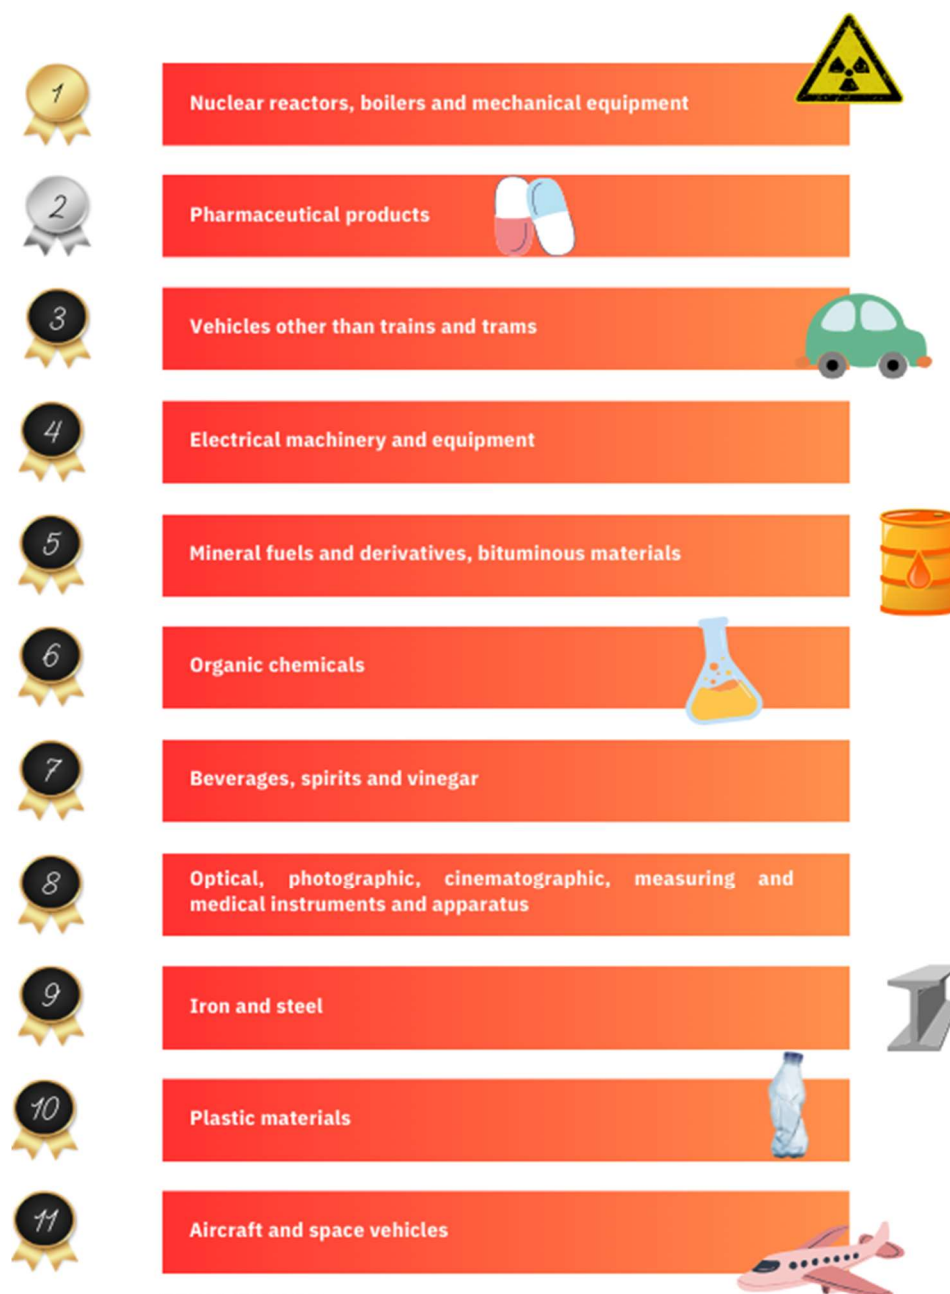 1
Nuclear reactors, boilers and mechanical equipment
2
Pharmaceutical products
3
Vehicles other than trains and trams
4
Electrical machinery and equipment
5
Mineral fuels and derivatives, bituminous materials
6
Organic chemicals
7
Beverages, spirits and vinegar
8
Optical, photographic, cinematographic, measuring and
medical instruments and apparatus
9
Iron and steel
10
Plastic materials
11
Aircraft and space vehicles